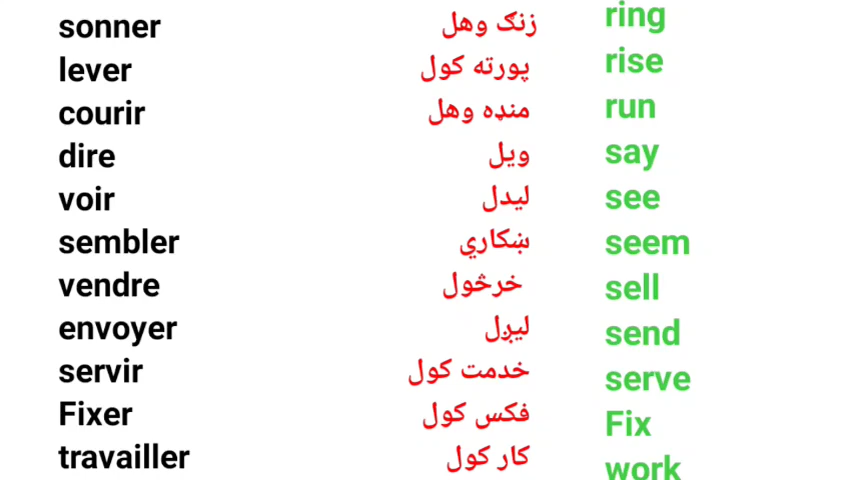 sonner زنګ وهل ring
lever پورته کول rise
courir منډه وهل run
dire ویل say
voir لیدل see
sembler ښکاري seem
vendre خرڅول sell
envoyer لیږل send
servir خدمت کول serve
Fixer فکس کول Fix
travailler کار کول work